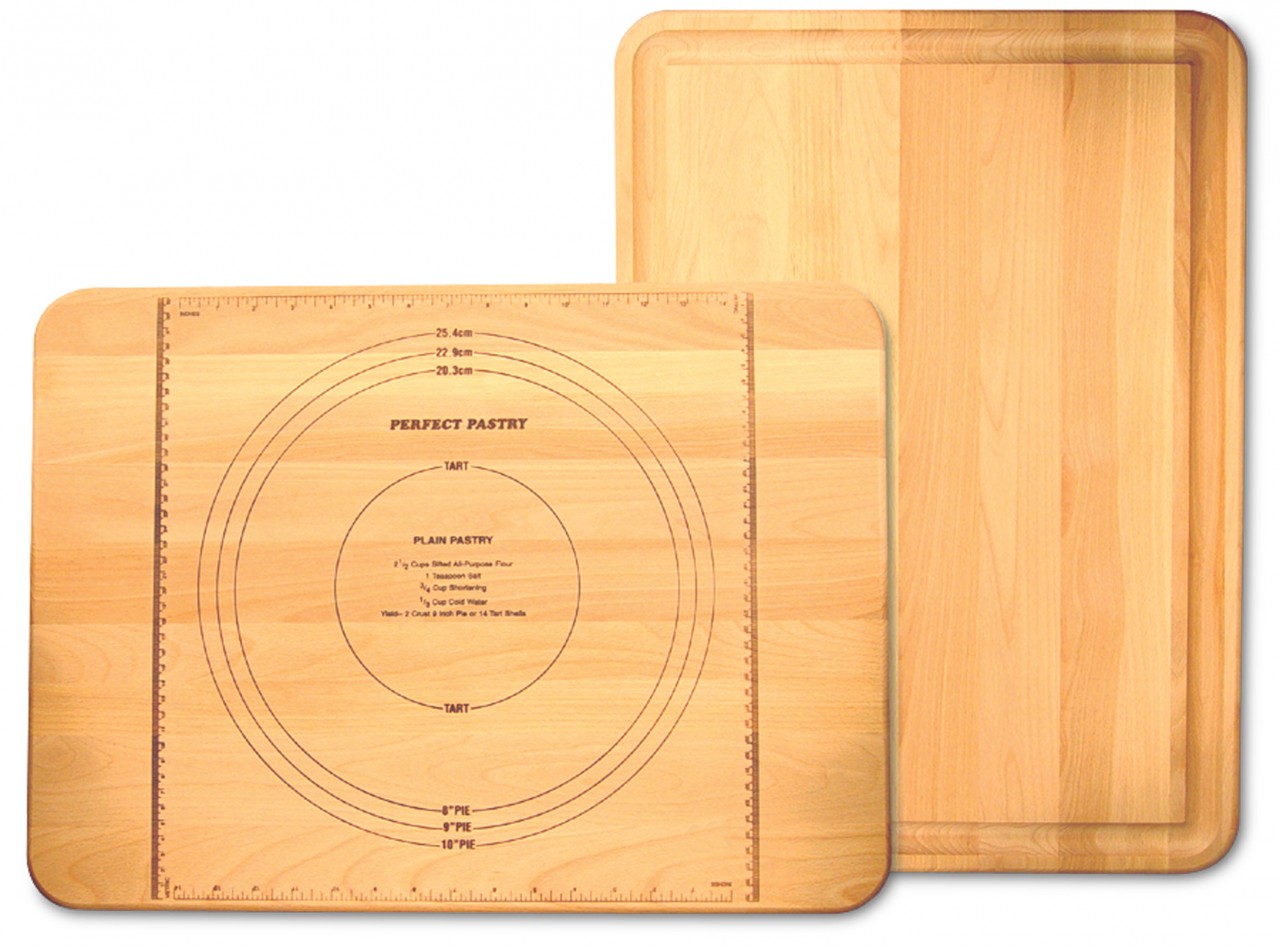 INCHES
25.4cm
22.9cm
20.3cm
PERFECT PASTRY
TART
PLAIN PASTRY
2 1/2 Cups Sifted All-Purpose Flour
1 Teaspoon Salt
3/4 Cup Shortening
1/3 Cup Cold Water
Yield– 2 Crust 9 Inch Pie or 14 Tart Shells
TART
8" PIE
9" PIE
10" PIE